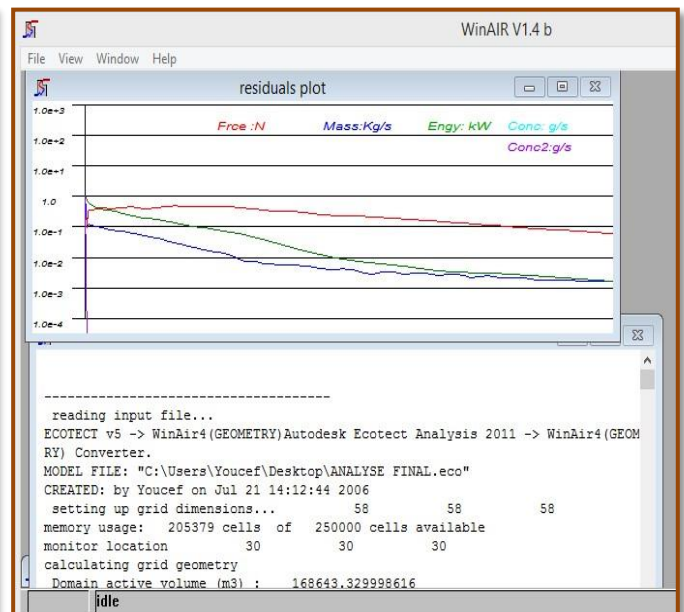 WinAIR V1.4 b
File View Window Help
residuals plot
1.0e+3
Frce :N Mass:Kg/s Engy: kW Conc: g/s
1.0e+2
Conc2:g/s
1.0e+1
1.0
1.0e-1
1.0e-2
1.0e-3
1.0e-4
------------------------------------
reading input file...
ECOTECT v5 -> WinAir4(GEOMETRY)Autodesk Ecotect Analysis 2011 -> WinAir4(GEOM
RY) Converter.
MODEL FILE: "C:\Users\Youcef\Desktop\ANALYSE FINAL.eco"
CREATED: by Youcef on Jul 21 14:12:44 2006
setting up grid dimensions... 58 58 58
memory usage: 205379 cells of 250000 cells available
monitor location 30 30 30
calculating grid geometry
Domain active volume (m3) : 168643.329998616
idle